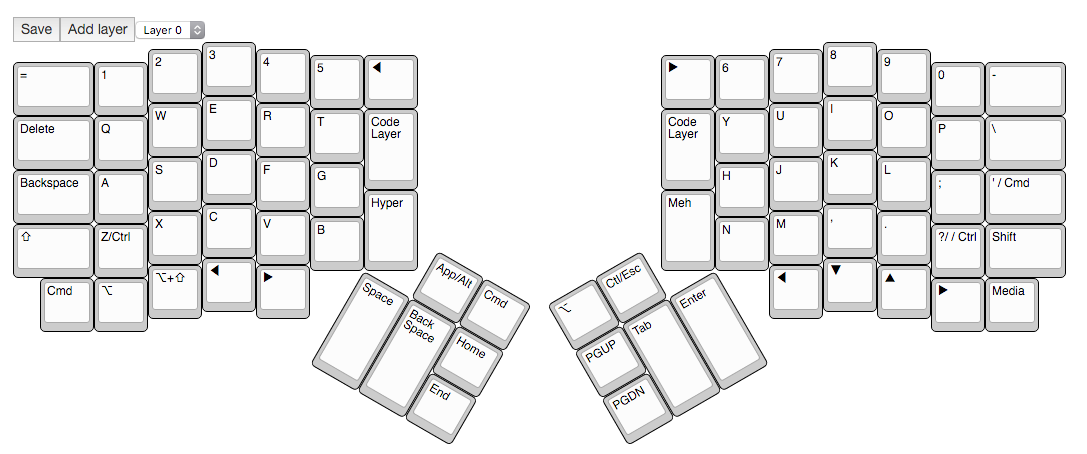 Save Add layer Layer 0
= 1 2 3 4 5 ◀
Delete Q W E R T Code
Layer
Backspace A S D F G
Hyper
⇧ Z/Ctrl X C V B
Cmd ⌥ ⌥+⇧ ◀ ▶
App/Alt Cmd
Space Back
Space Home
End
▶ 6 7 8 9 0 -
Code
Layer Y U I O P \
H J K L ; ' / Cmd
Meh
N M , . ?/ / Ctrl Shift
◀ ▼ ▲ ▶ Media
⌥ Ctl/Esc
PGUP Tab Enter
PGDN